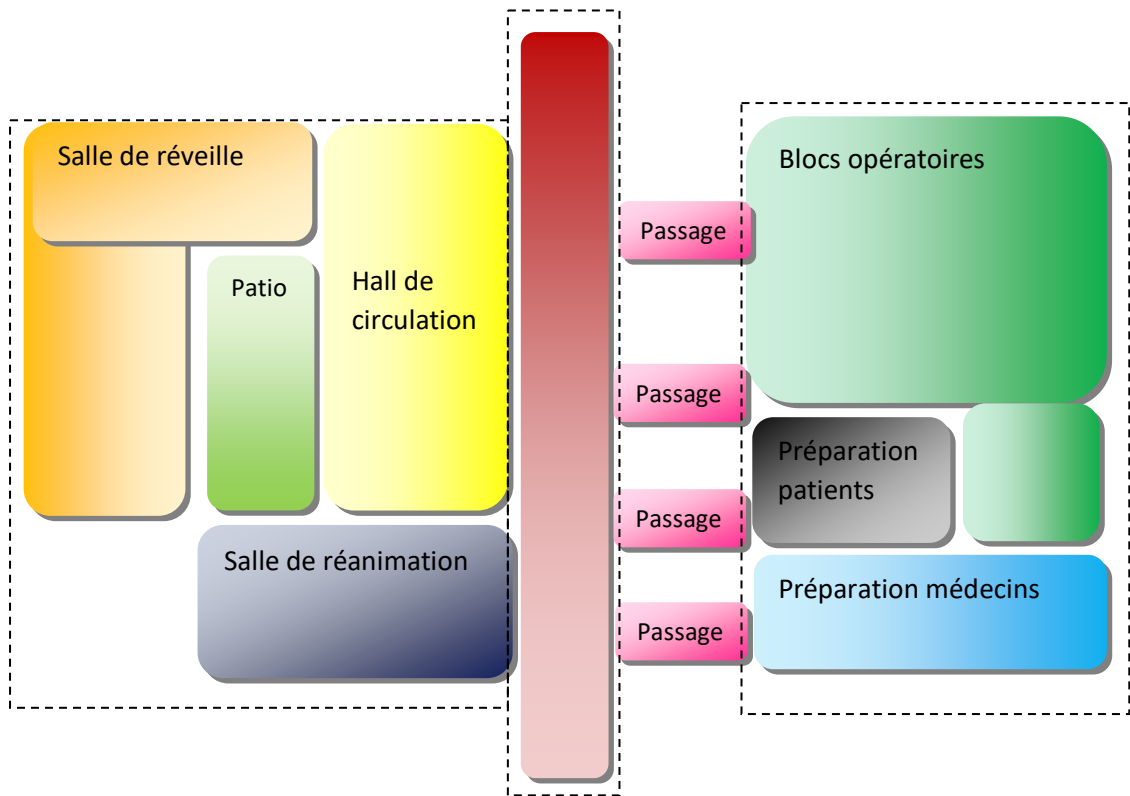 Salle de réveille
Patio
Hall de
circulation
Salle de réanimation
Passage
Passage
Passage
Passage
Blocs opératoires
Préparation
patients
Préparation médecins